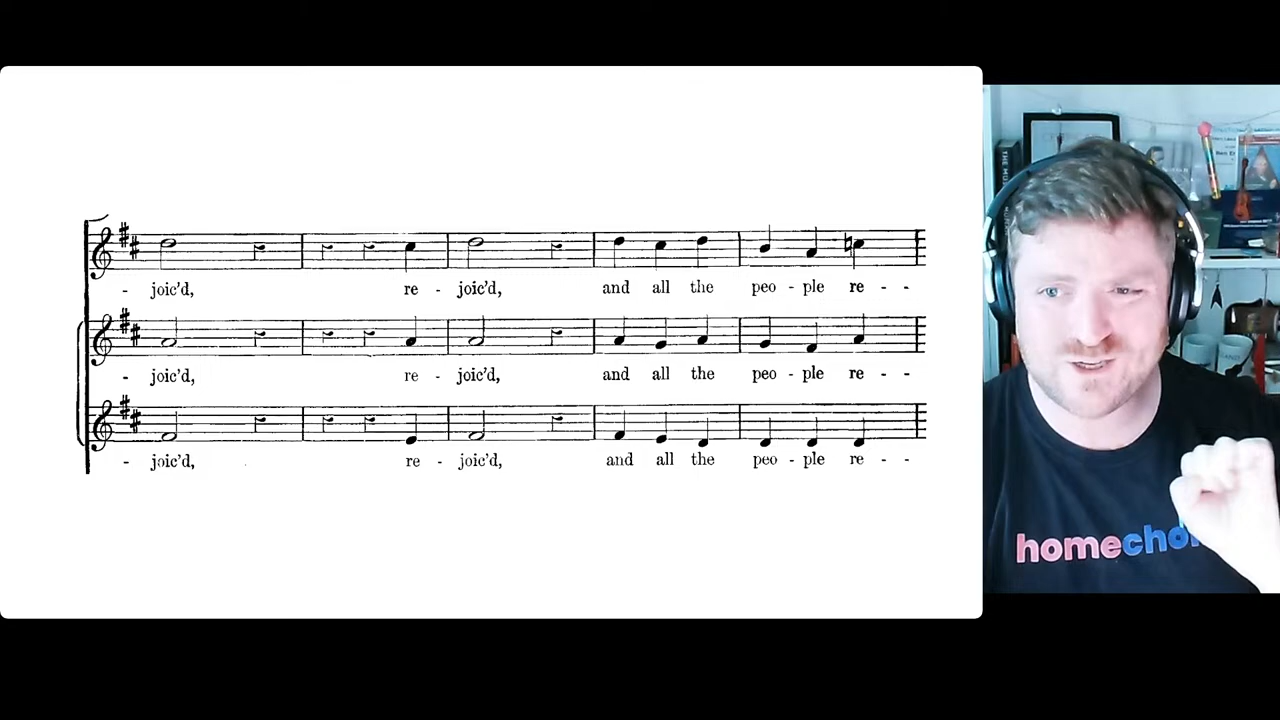 - joic'd, re - joic'd, and all the peo - ple re - -
- joic'd, re - joic'd, and all the peo - ple re - -
- joic'd, re - joic'd, and all the peo - ple re - -
homecho